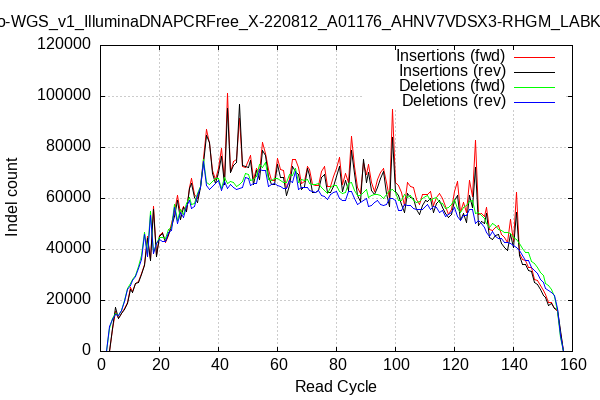 o-WGS_v1_IlluminaDNAPCRFree_X-220812_A01176_AHNV7VDSX3-RHGM_LABK
120000
100000
80000
60000
40000
20000
0
Indel count
Insertions (fwd)
Insertions (rev)
Deletions (fwd)
Deletions (rev)
0 20 40 60 80 100 120 140 160
Read Cycle